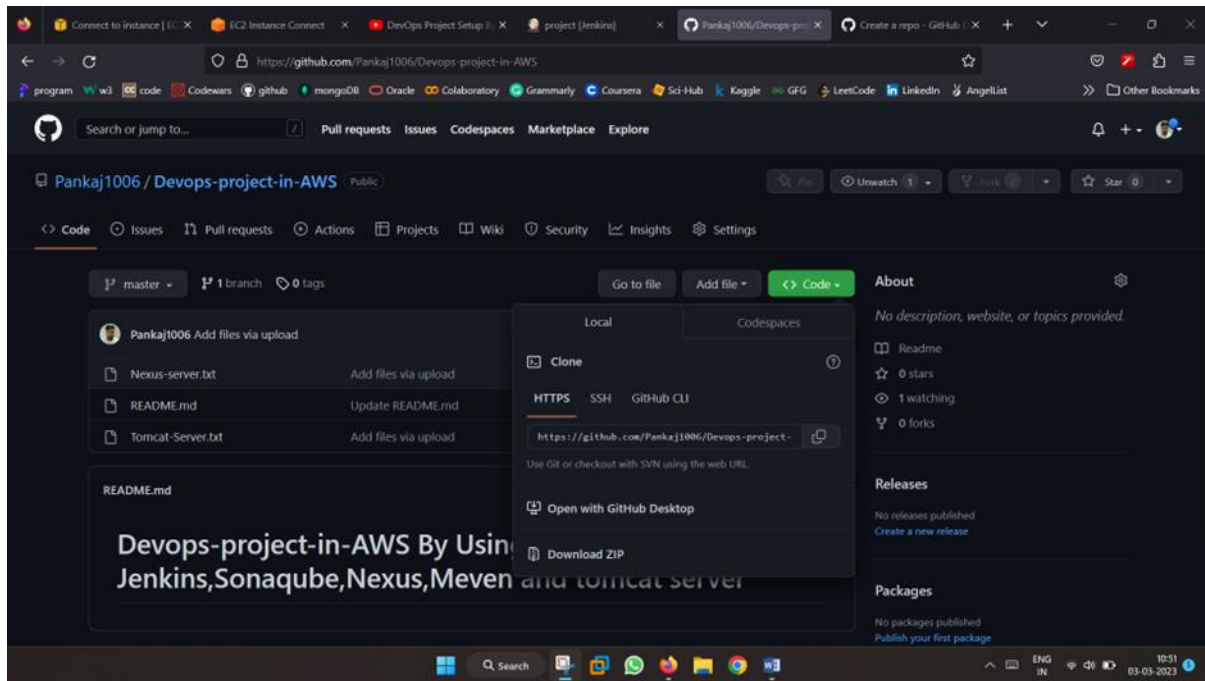 Connect to instance | EC
EC2 Instance Connect
DevOps Project Setup
project [Jenkins]
Pankaj1006/Devops-pro
Create a repo - GitHub
https://github.com/Pankaj1006/Devops-project-in-AWS
program w3 code Codewars github mongoDB Oracle Colaboratory Grammarly Coursera Sci-Hub Kaggle GFG LeetCode LinkedIn AngelList Other Bookmarks
Search or jump to... / Pull requests Issues Codespaces Marketplace Explore
Pankaj1006 / Devops-project-in-AWS Public Pin Unwatch 1 Fork 0 Star 0
Code Issues Pull requests Actions Projects Wiki Security Insights Settings
master 1 branch 0 tags Go to file Add file Code
Pankaj1006 Add files via upload
Nexus-server.txt Add files via upload
README.md Update README.md
Tomcat-Server.txt Add files via upload
README.md
Devops-project-in-AWS By Usin
Jenkins,Sonaqube,Nexus,Meven and tomcat server
Local Codespaces
Clone
HTTPS SSH GitHub CLI
https://github.com/Pankaj1006/Devops-project-
Use Git or checkout with SVN using the web URL.
Open with GitHub Desktop
Download ZIP
About
No description, website, or topics provided.
Readme
0 stars
1 watching
0 forks
Releases
No releases published
Create a new release
Packages
No packages published
Publish your first package
Search
ENG
IN
10:51
03-03-2023